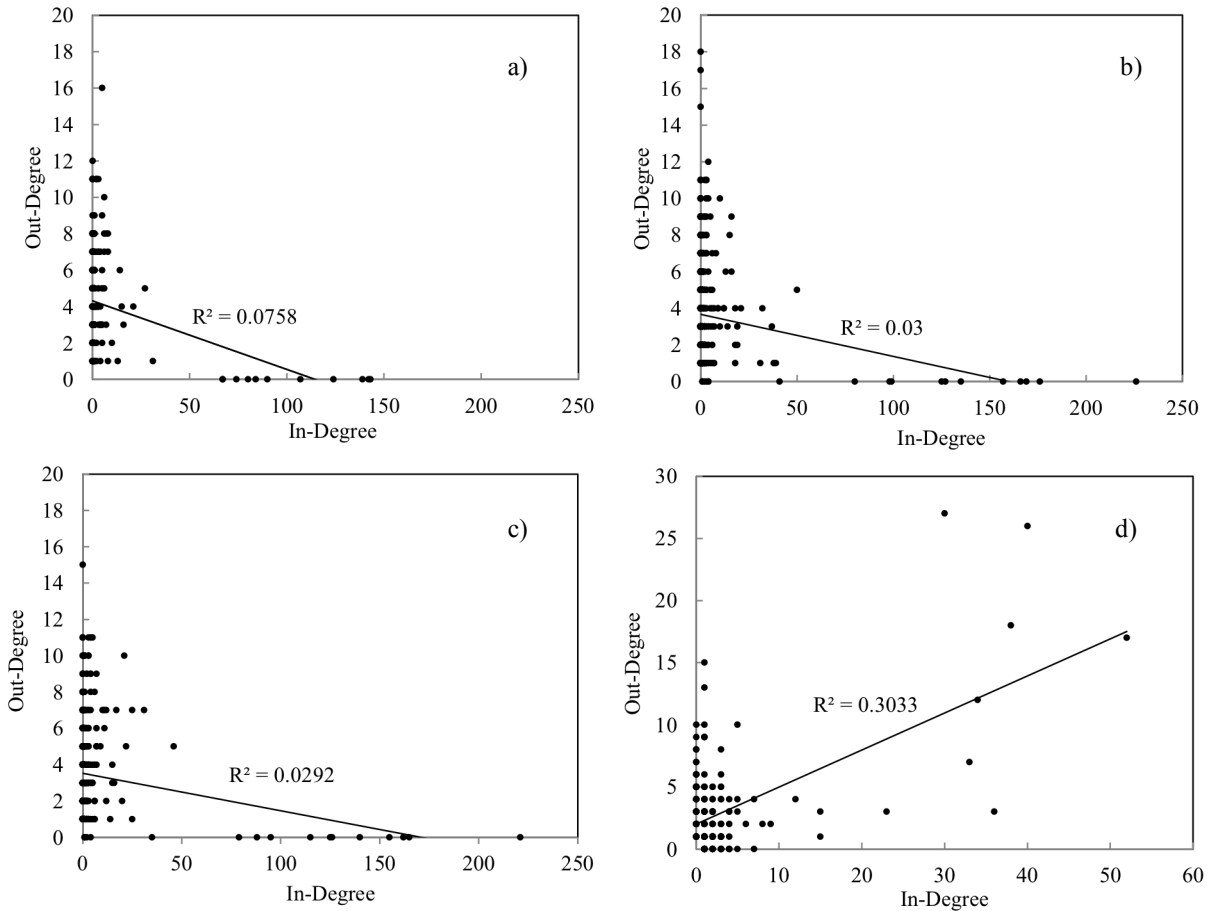 20
18
16
14
12
10
8
6
4
2
0
Out-Degree
a)
R² = 0.0758
0 50 100 150 200 250
In-Degree
20
18
16
14
12
10
8
6
4
2
0
Out-Degree
b)
R² = 0.03
0 50 100 150 200 250
In-Degree
20
18
16
14
12
10
8
6
4
2
0
Out-Degree
c)
R² = 0.0292
0 50 100 150 200 250
In-Degree
30
25
20
15
10
5
0
Out-Degree
d)
R² = 0.3033
0 10 20 30 40 50 60
In-Degree